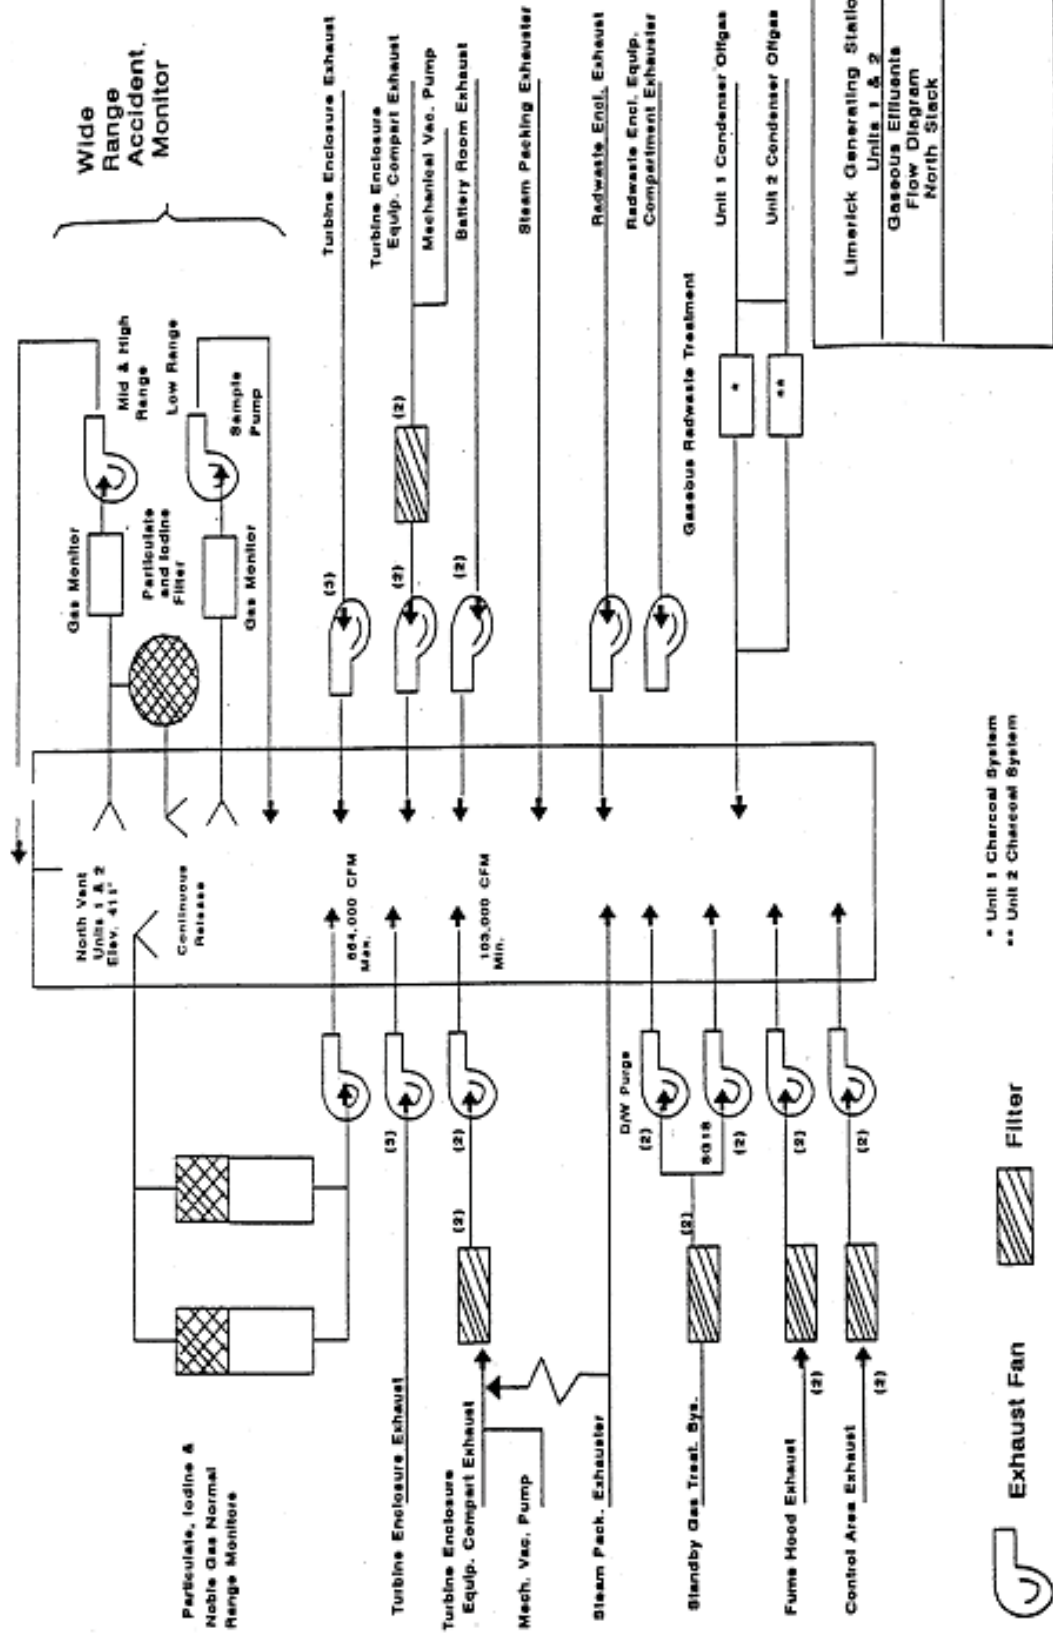 Wide
Range
Accident.
Monitor
Mid & High
Range
Low Range
Sample
Pump
Gas Monitor
Particulate
and Iodine
Filter
Gas Monitor
North Vent
Units 1 & 2
Elev. 411'
Continuous
Release
Particulate, Iodine &
Noble Gas Normal
Range Monitors
Turbine Enclosure Exhaust
(3)
Turbine Enclosure
Equip. Compart Exhaust
Mechanical Vac. Pump
(2)
(2)
Battery Room Exhaust
(2)
Steam Packing Exhauster
Radwaste Encl. Exhaust
Radwaste Encl. Equip.
Compartment Exhauster
Gasebus Radwaste Treatment
Unit 1 Condenser Offgas
Unit 2 Condenser Offgas
*
**
664,000 CFM
Max.
103,000 CFM
Min.
Turbine Enclosure Exhaust
(3)
Turbine Enclosure
Equip. Compart Exhaust
Mech. Vac. Pump
(2)
(2)
Steam Pack. Exhauster
Standby Gas Treat. Sys.
(2)
D/W Purge
(2)
(2)
Fume Hood Exhaust
(2)
(2)
Control Area Exhaust
(2)
(2)
Exhaust Fan
Filter
* Unit 1 Charcoal System
** Unit 2 Charcoal System
Limerick Generating Statio
Units 1 & 2
Gaseous Effluents
Flow Diagram
North Stack